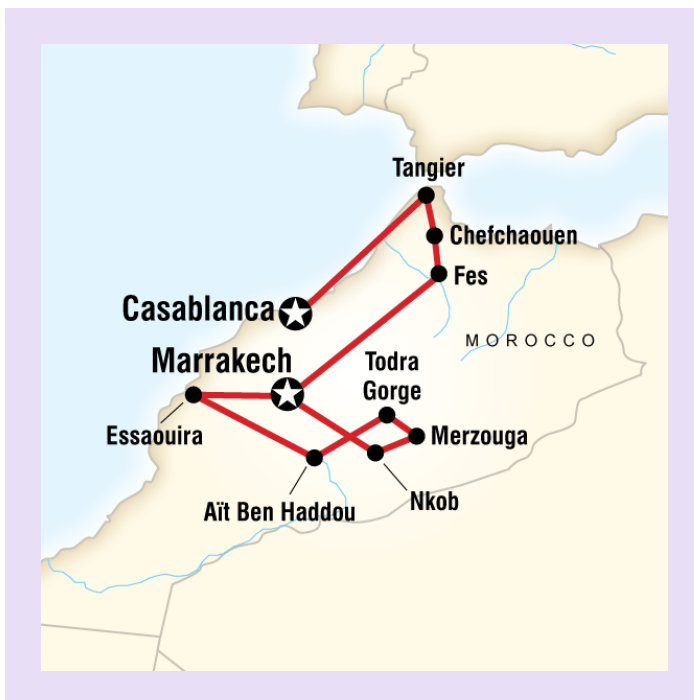 Tangier
Chefchaouen
Fes
Casablanca
MOROCCO
Marrakech
Todra
Gorge
Essaouira
Merzouga
Nkob
Aït Ben Haddou